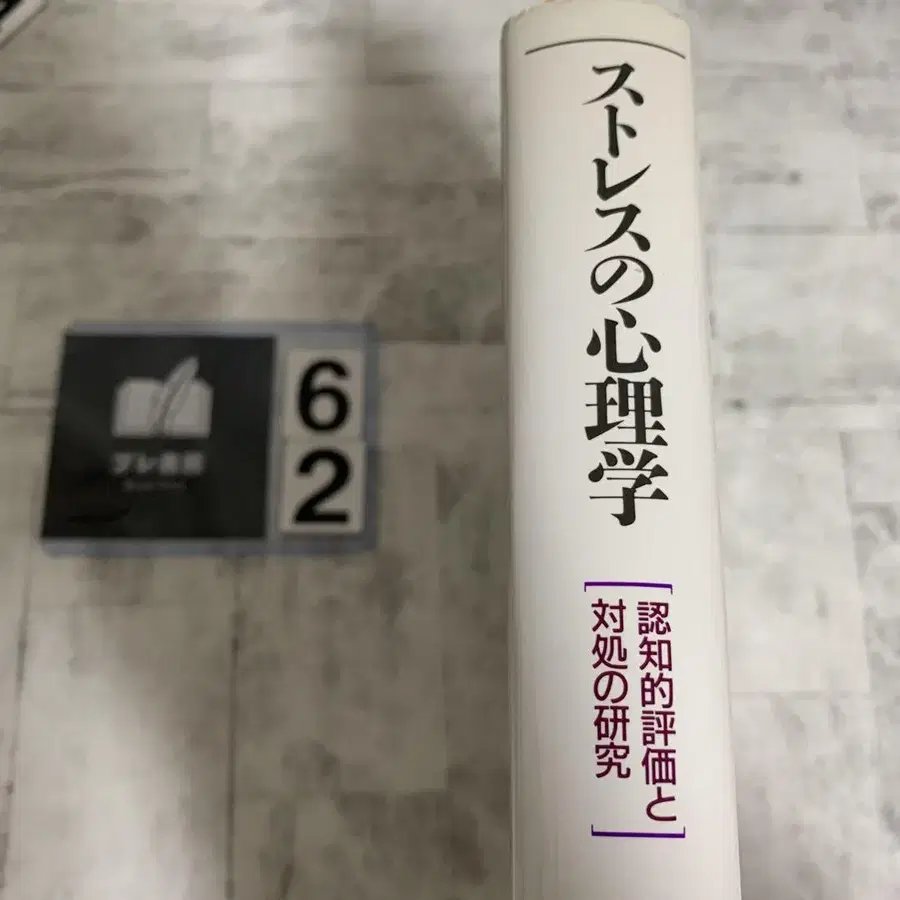 ストレスの心理学
認知的評価と
対処の研究
6
2